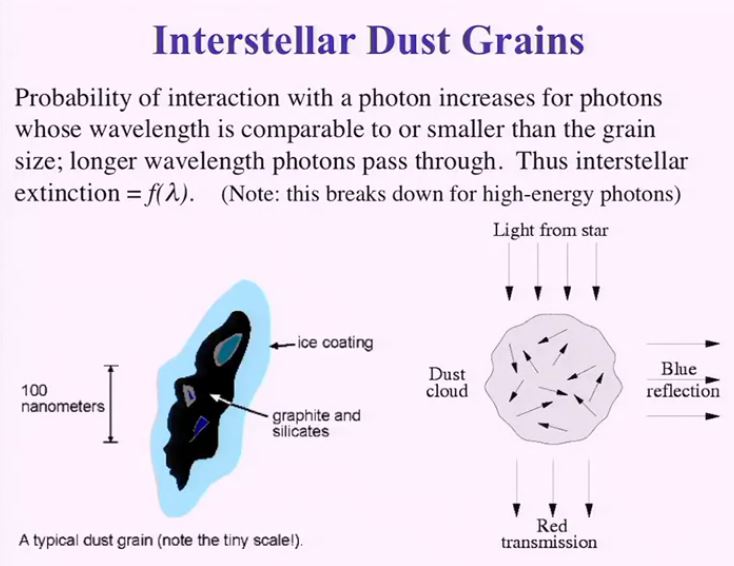 Interstellar Dust Grains
Probability of interaction with a photon increases for photons
whose wavelength is comparable to or smaller than the grain
size; longer wavelength photons pass through. Thus interstellar
extinction = f(λ). (Note: this breaks down for high-energy photons)
Light from star
ice coating
100
nanometers
graphite and
silicates
Dust
cloud
Blue
reflection
Red
transmission
A typical dust grain (note the tiny scale!).